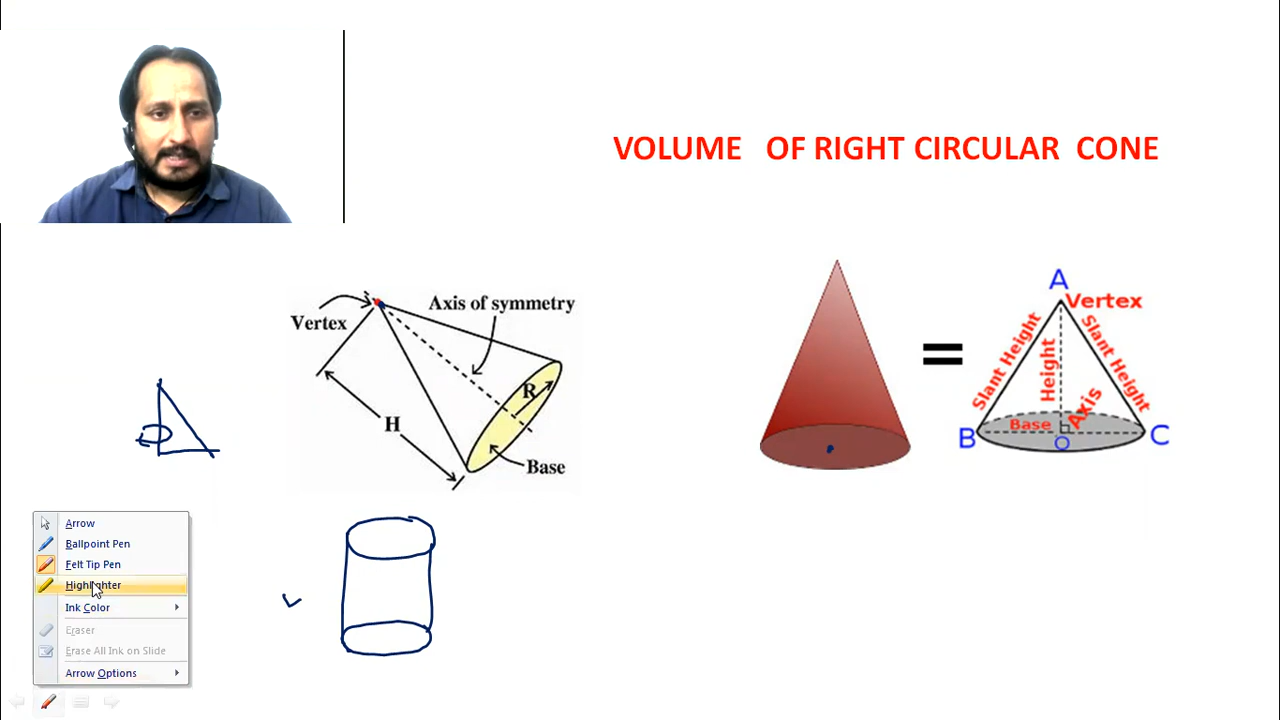 VOLUME OF RIGHT CIRCULAR CONE
Vertex
Axis of symmetry
R
H
Base
A
Vertex
Slant Height
Height
Slant Height
Axis
Base
B
O
C
Arrow
Ballpoint Pen
Felt Tip Pen
Highlighter
Ink Color
Eraser
Erase All Ink on Slide
Arrow Options